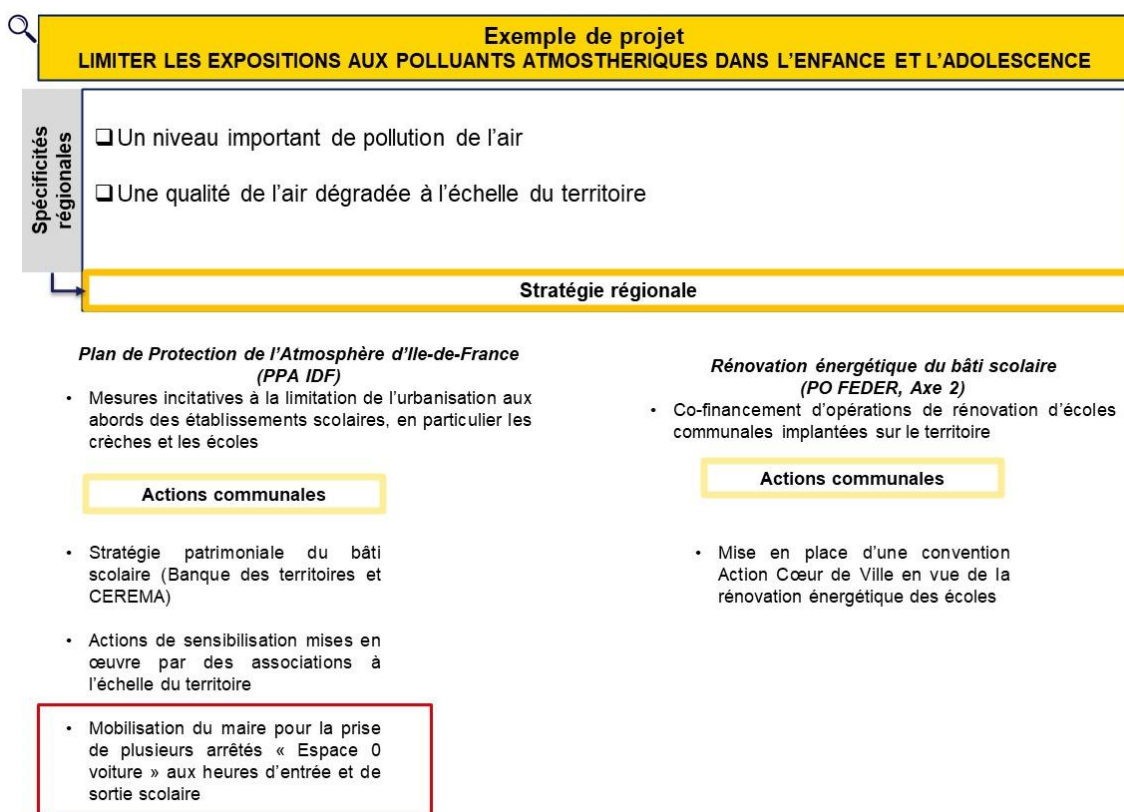 Exemple de projet
LIMITER LES EXPOSITIONS AUX POLLUANTS ATMOSTHERIQUES DANS L’ENFANCE ET L’ADOLESCENCE
Spécificités
régionales
❑Un niveau important de pollution de l’air
❑Une qualité de l’air dégradée à l’échelle du territoire
Stratégie régionale
Plan de Protection de l’Atmosphère d’Ile-de-France
(PPA IDF)
• Mesures incitatives à la limitation de l’urbanisation aux
abords des établissements scolaires, en particulier les
crèches et les écoles
Actions communales
• Stratégie patrimoniale du bâti
scolaire (Banque des territoires et
CEREMA)
• Actions de sensibilisation mises en
œuvre par des associations à
l’échelle du territoire
• Mobilisation du maire pour la prise
de plusieurs arrêtés « Espace 0
voiture » aux heures d’entrée et de
sortie scolaire
Rénovation énergétique du bâti scolaire
(PO FEDER, Axe 2)
• Co-financement d’opérations de rénovation d’écoles
communales implantées sur le territoire
Actions communales
• Mise en place d’une convention
Action Cœur de Ville en vue de la
rénovation énergétique des écoles